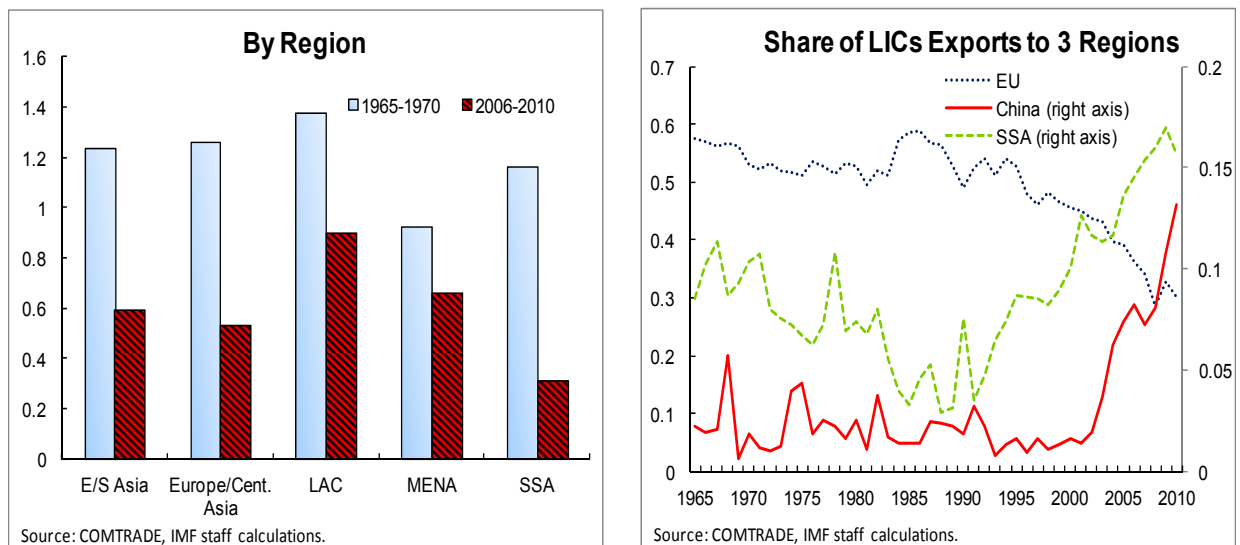 By Region
1.6
1.4
1.2
1
0.8
0.6
0.4
0.2
0
1965-1970
2006-2010
E/S Asia
Europe/Cent.
Asia
LAC
MENA
SSA
Source: COMTRADE, IMF staff calculations.
Share of LICs Exports to 3 Regions
0.7
0.6
0.5
0.4
0.3
0.2
0.1
0
EU
China (right axis)
SSA (right axis)
0.2
0.15
0.1
0.05
0
1965 1970 1975 1980 1985 1990 1995 2000 2005 2010
Source: COMTRADE, IMF staff calculations.